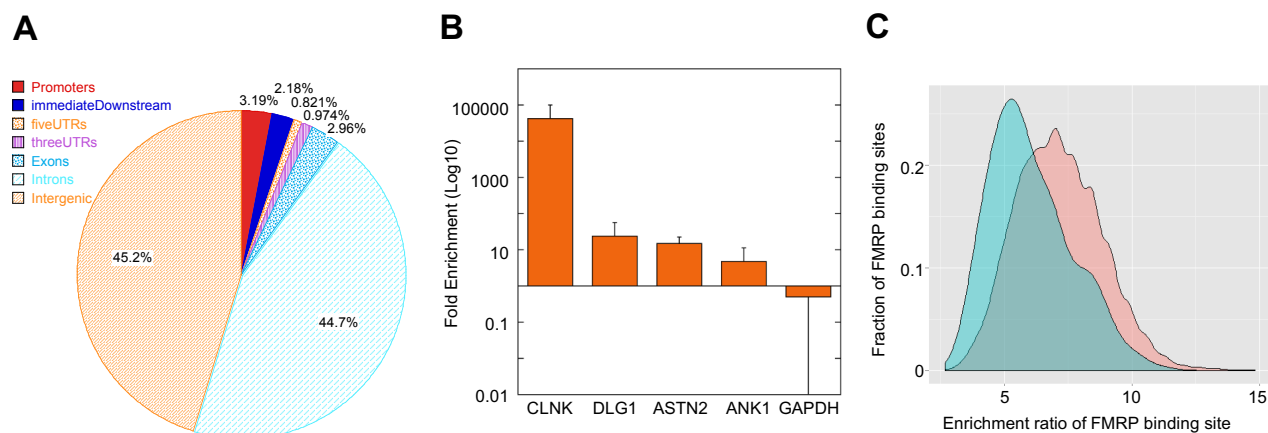 A
Promoters
immediateDownstream
fiveUTRs
threeUTRs
Exons
Introns
Intergenic
3.19%
2.18%
0.821%
0.974%
2.96%
45.2%
44.7%
B
Fold Enrichment (Log10)
100000
1000
10
0.1
0.01
CLNK DLG1 ASTN2 ANK1 GAPDH
C
Fraction of FMRP binding sites
0.2
0.1
0
5 10 15
Enrichment ratio of FMRP binding site